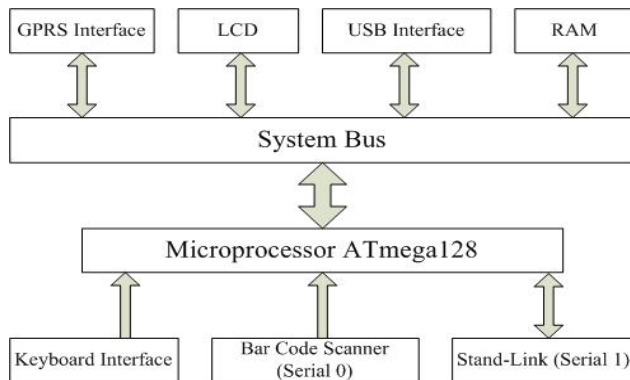 GPRS Interface
LCD
USB Interface
RAM
System Bus
Microprocessor ATmega128
Keyboard Interface
Bar Code Scanner
(Serial 0)
Stand-Link (Serial 1)